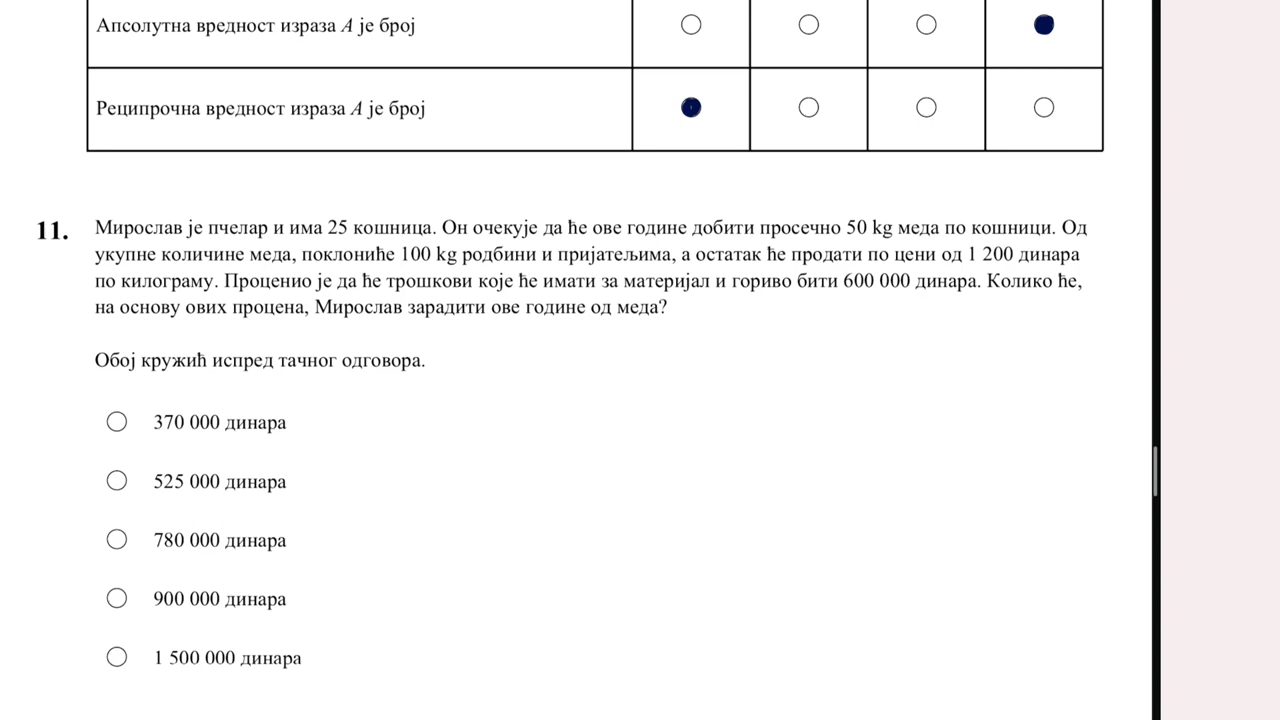 Апсолутна вредност израза A је број
Реципрочна вредност израза A је број
11. Мирослав је пчелар и има 25 кошница. Он очекује да ће ове године добити просечно 50 kg меда по кошници. Од
укупне количине меда, поклониће 100 kg родбини и пријатељима, а остатак ће продати по цени од 1 200 динара
по килограму. Проценио је да ће трошкови које ће имати за материјал и гориво бити 600 000 динара. Колико ће,
на основу ових процена, Мирослав зарадити ове године од меда?
Обој кружић испред тачног одговора.
370 000 динара
525 000 динара
780 000 динара
900 000 динара
1 500 000 динара